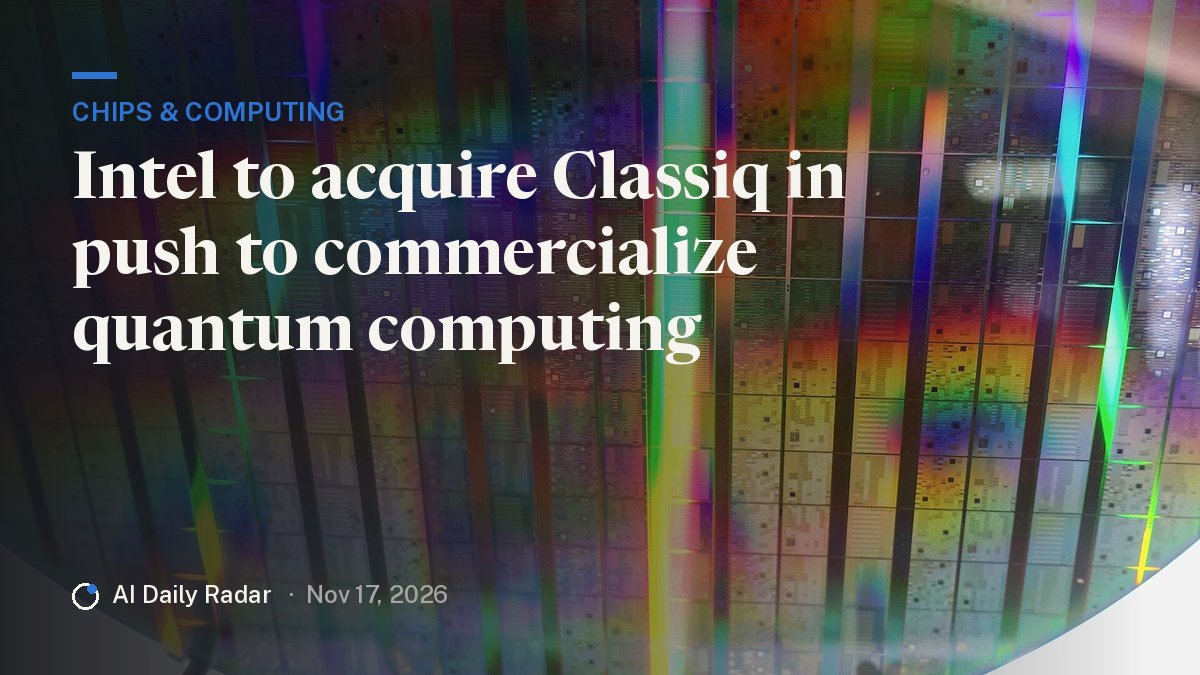 CHIPS & COMPUTING
Intel to acquire Classiq in
push to commercialize
quantum computing
AI Daily Radar · Nov 17, 2026